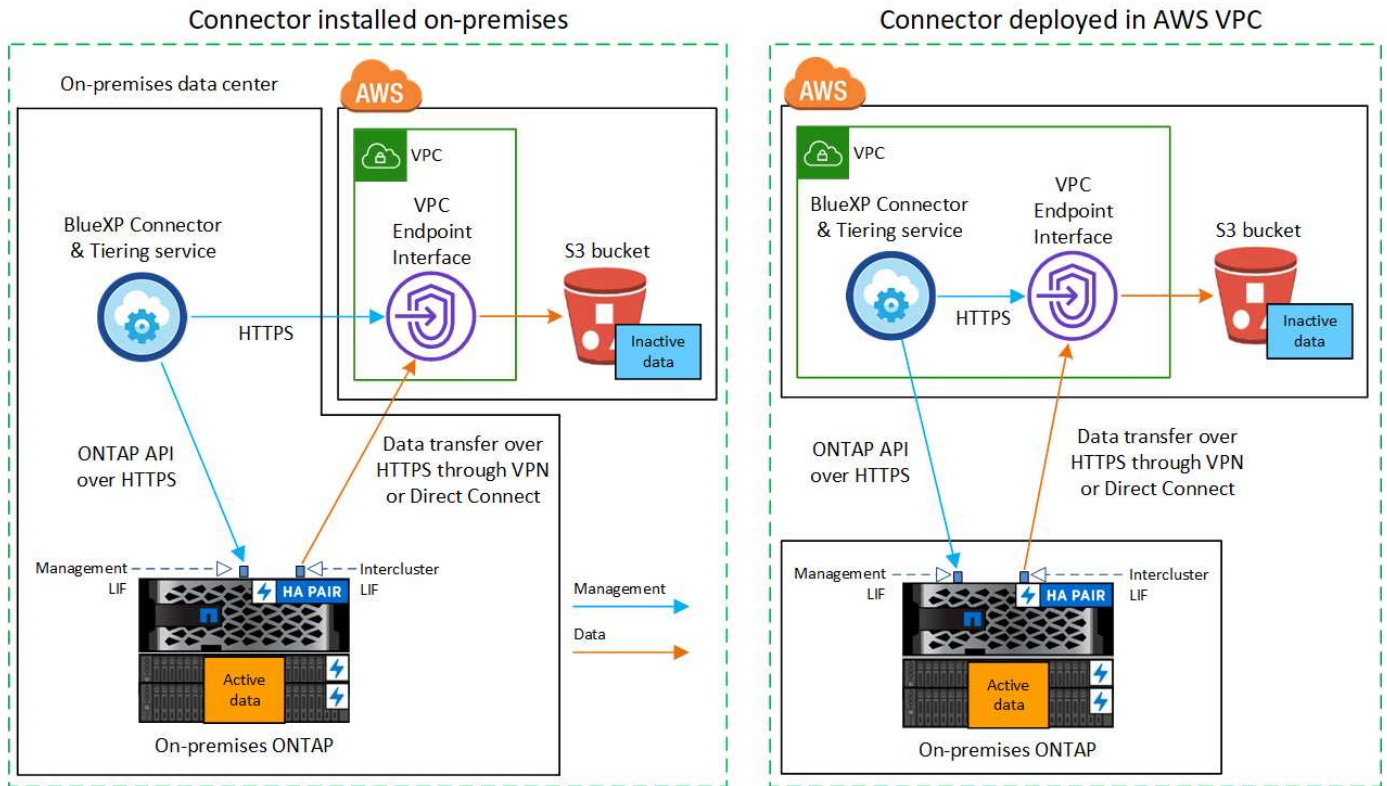 Connector installed on-premises
On-premises data center
AWS
VPC
BlueXP Connector
& Tiering service
VPC
Endpoint
Interface
S3 bucket
HTTPS
Inactive
data
ONTAP API
over HTTPS
Data transfer over
HTTPS through VPN
or Direct Connect
Management
LIF
Intercluster
LIF
HA PAIR
Management
Data
Active
data
On-premises ONTAP
Connector deployed in AWS VPC
AWS
VPC
BlueXP Connector
& Tiering service
VPC
Endpoint
Interface
S3 bucket
HTTPS
Inactive
data
ONTAP API
over HTTPS
Data transfer over
HTTPS through VPN
or Direct Connect
Management
LIF
Intercluster
LIF
HA PAIR
Active
data
On-premises ONTAP